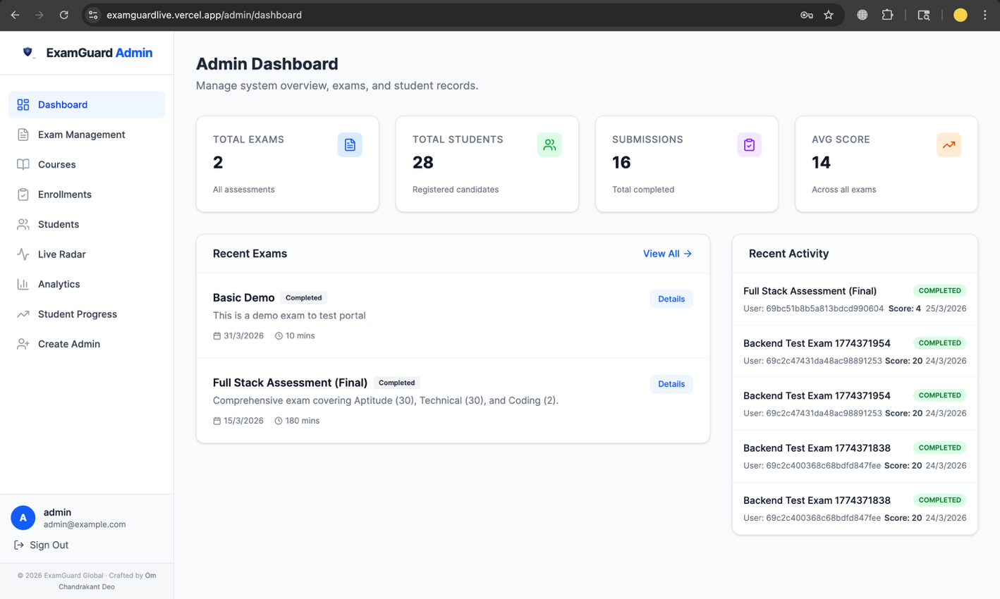 examguardlive.vercel.app/admin/dashboard
ExamGuard Admin
Dashboard
Exam Management
Courses
Enrollments
Students
Live Radar
Analytics
Student Progress
Create Admin
A
admin
admin@example.com
Sign Out
© 2026 ExamGuard Global · Crafted by Om
Chandrakant Deo
Admin Dashboard
Manage system overview, exams, and student records.
TOTAL EXAMS
2
All assessments
TOTAL STUDENTS
28
Registered candidates
SUBMISSIONS
16
Total completed
AVG SCORE
14
Across all exams
Recent Exams
View All →
Basic Demo Completed
Details
This is a demo exam to test portal
31/3/2026 10 mins
Full Stack Assessment (Final) Completed
Details
Comprehensive exam covering Aptitude (30), Technical (30), and Coding (2).
15/3/2026 180 mins
Recent Activity
Full Stack Assessment (Final) COMPLETED
User: 69bc51b8b5a813bdcd990604 Score: 4 25/3/2026
Backend Test Exam 1774371954 COMPLETED
User: 69c2c47431da48ac98891253 Score: 20 24/3/2026
Backend Test Exam 1774371954 COMPLETED
User: 69c2c47431da48ac98891253 Score: 20 24/3/2026
Backend Test Exam 1774371838 COMPLETED
User: 69c2c400368c68bdfd847fee Score: 20 24/3/2026
Backend Test Exam 1774371838 COMPLETED
User: 69c2c400368c68bdfd847fee Score: 20 24/3/2026